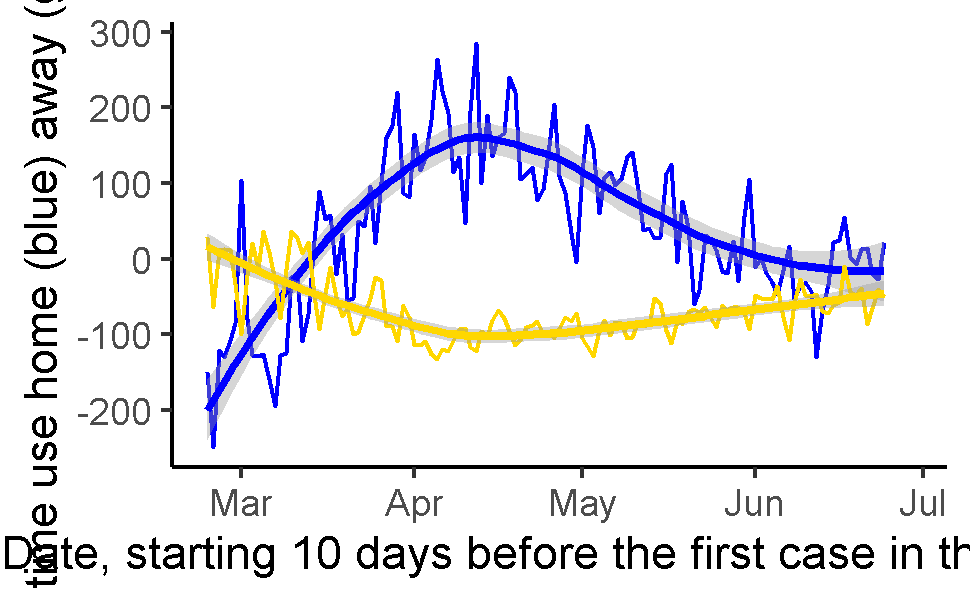 time use home (blue) away (
300
200
100
0
-100
-200
Mar Apr May Jun Jul
Date, starting 10 days before the first case in th